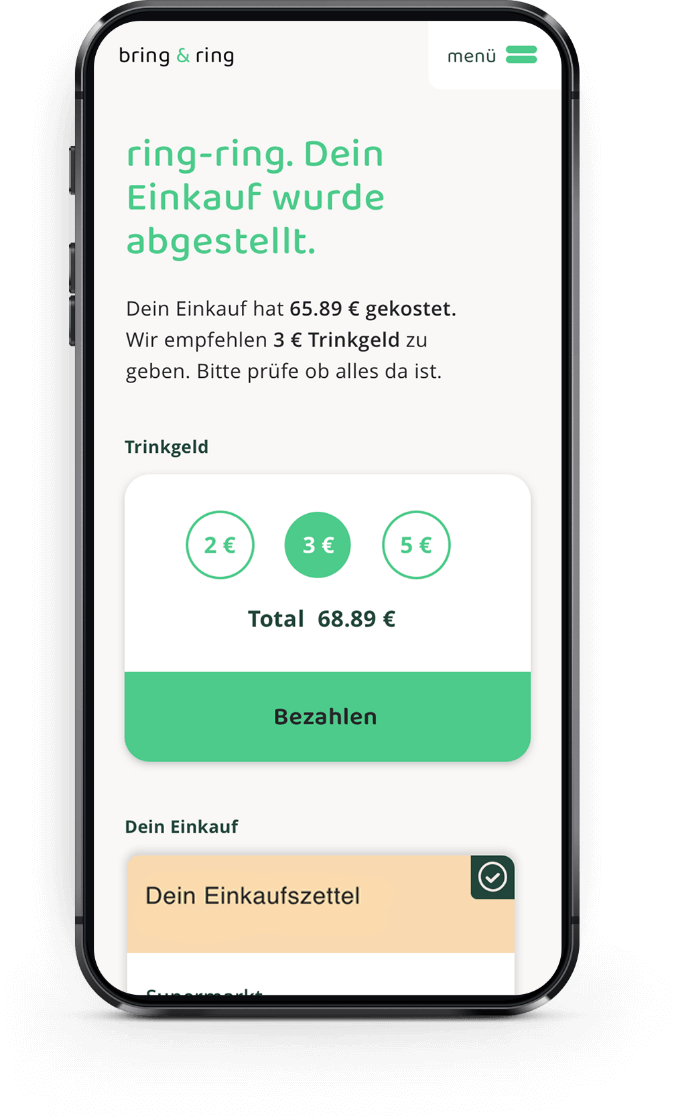 bring & ring
menü
ring-ring. Dein
Einkauf wurde
abgestellt.
Dein Einkauf hat 65.89 € gekostet.
Wir empfehlen 3 € Trinkgeld zu
geben. Bitte prüfe ob alles da ist.
Trinkgeld
2 € 3 € 5 €
Total 68.89 €
Bezahlen
Dein Einkauf
Dein Einkaufszettel
Supermarkt